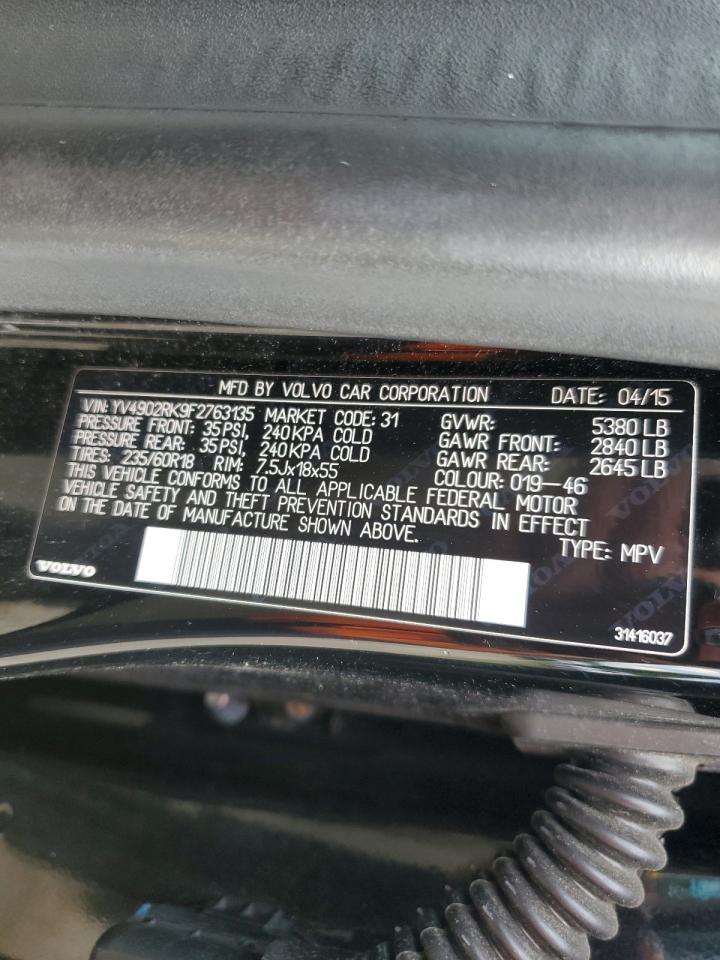 MFD BY VOLVO CAR CORPORATION DATE: 04/15
VIN: YV4902RK9F2763135 MARKET CODE: 31 GVWR: 5380 LB
PRESSURE FRONT: 35 PSI, 240 KPA COLD GAWR FRONT: 2840 LB
PRESSURE REAR: 35 PSI, 240 KPA COLD GAWR REAR: 2645 LB
TIRES: 235/60R18 RIM: 7.5Jx18x55 COLOUR: 019-46
THIS VEHICLE CONFORMS TO ALL APPLICABLE FEDERAL MOTOR
VEHICLE SAFETY AND THEFT PREVENTION STANDARDS IN EFFECT
ON THE DATE OF MANUFACTURE SHOWN ABOVE. TYPE: MPV
VOLVO
31416037